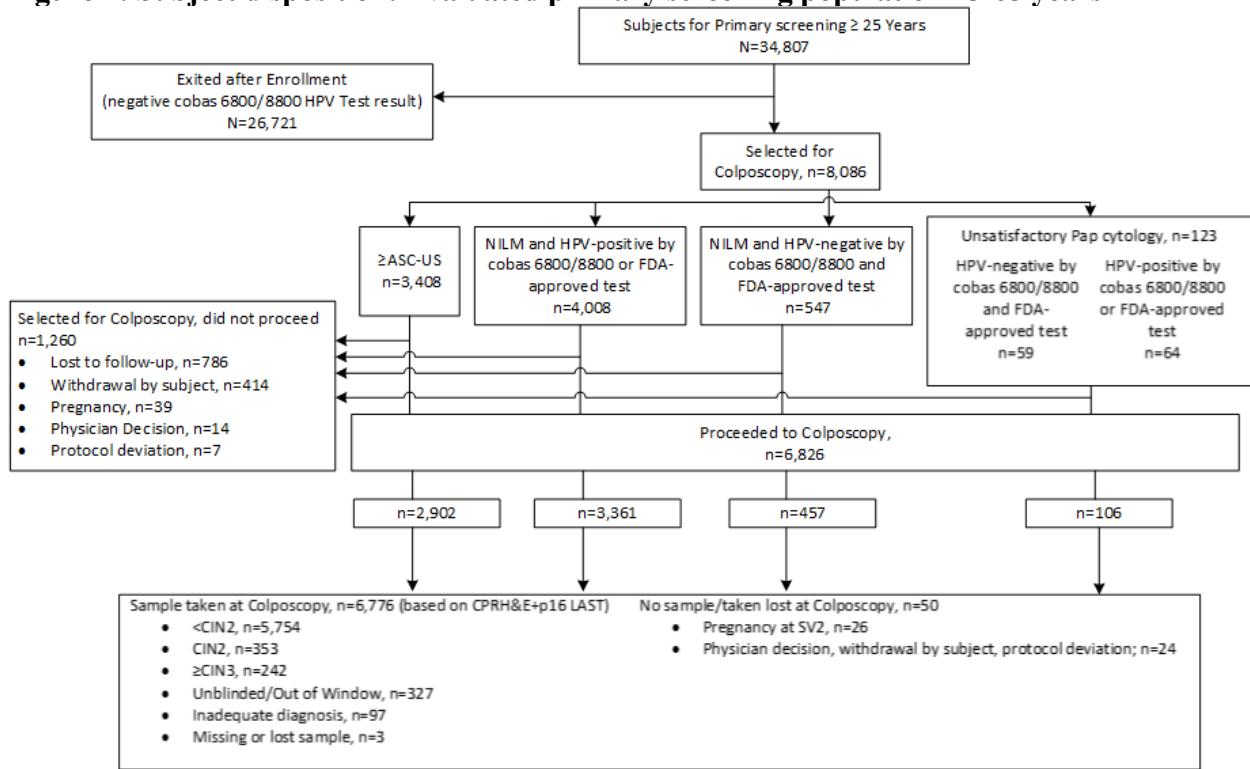 Subject disposition primary screening population years
Subjects for Primary screening ≥ 25 Years
N=34,807
Exited after Enrollment
(negative cobas 6800/8800 HPV Test result)
N=26,721
Selected for
Colposcopy, n=8,086
≥ASC-US
n=3,408
NILM and HPV-positive by
cobas 6800/8800 or FDA-
approved test
n=4,008
NILM and HPV-negative by
cobas 6800/8800 and
FDA-approved test
n=547
Unsatisfactory Pap cytology, n=123
HPV-negative by
cobas 6800/8800
and FDA-
approved test
n=59
HPV-positive by
cobas 6800/8800
or FDA-approved
test
n=64
Selected for Colposcopy, did not proceed
n=1,260
• Lost to follow-up, n=786
• Withdrawal by subject, n=414
• Pregnancy, n=39
• Physician Decision, n=14
• Protocol deviation, n=7
Proceeded to Colposcopy,
n=6,826
n=2,902
n=3,361
n=457
n=106
Sample taken at Colposcopy, n=6,776 (based on CPRH&E+p16 LAST)
• <CIN2, n=5,754
• CIN2, n=353
• ≥CIN3, n=242
• Unblinded/Out of Window, n=327
• Inadequate diagnosis, n=97
• Missing or lost sample, n=3
No sample/taken lost at Colposcopy, n=50
• Pregnancy at SV2, n=26
• Physician decision, withdrawal by subject, protocol deviation; n=24